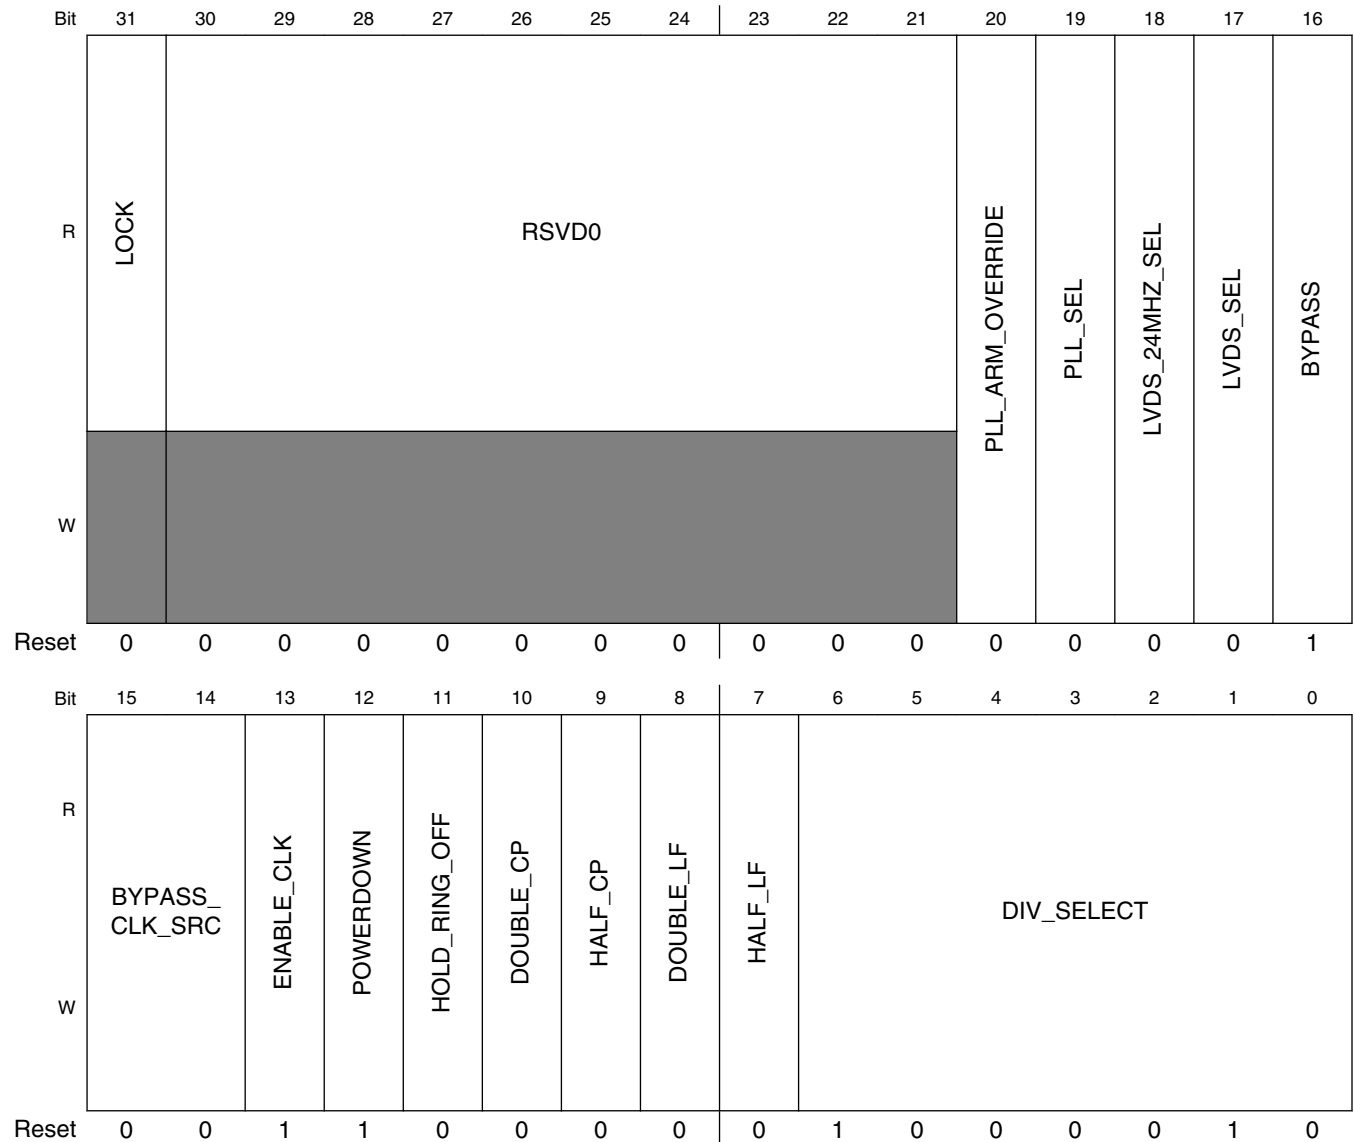 Bit 31 30 29 28 27 26 25 24 23 22 21 20 19 18 17 16
R LOCK RSVD0 PLL_ARM_OVERRIDE PLL_SEL LVDS_24MHZ_SEL LVDS_SEL BYPASS
W
Reset 0 0 0 0 0 0 0 0 0 0 0 0 0 0 0 1
Bit 15 14 13 12 11 10 9 8 7 6 5 4 3 2 1 0
R
BYPASS_
CLK_SRC ENABLE_CLK POWERDOWN HOLD_RING_OFF DOUBLE_CP HALF_CP DOUBLE_LF HALF_LF DIV_SELECT
W
Reset 0 0 1 1 0 0 0 0 0 1 0 0 0 0 1 0